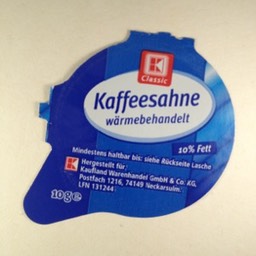 K
Classic
Kaffeesahne
wärmebehandelt
10% Fett
Mindestens haltbar bis: siehe Rückseite Lasche
K Hergestellt für:
Kaufland Warenhandel GmbH & Co. KG,
Postfach 1216, 74149 Neckarsulm.
LFN 131244
10g e